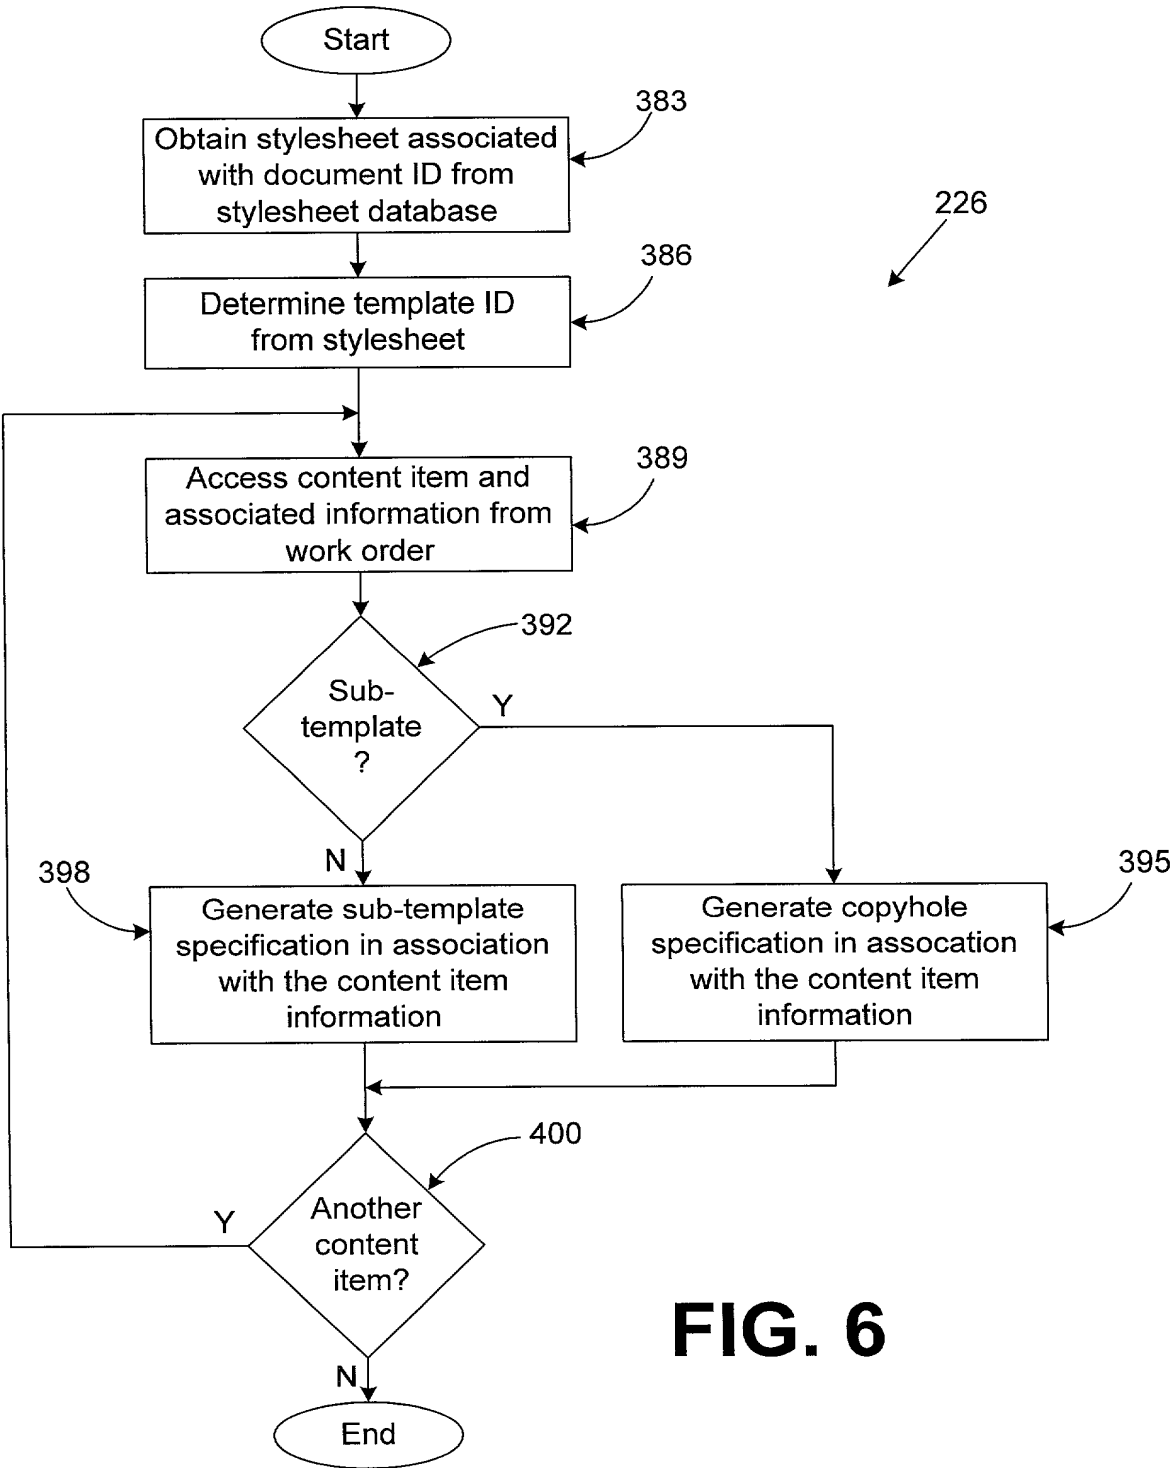 Start
383
Obtain stylesheet associated
with document ID from
stylesheet database
226
386
Determine template ID
from stylesheet
389
Access content item and
associated information from
work order
392
Sub-
template
?
Y
N
398
Generate sub-template
specification in association
with the content item
information
395
Generate copyhole
specification in assocation
with the content item
information
400
Another
content
item?
Y
N
End
FIG. 6